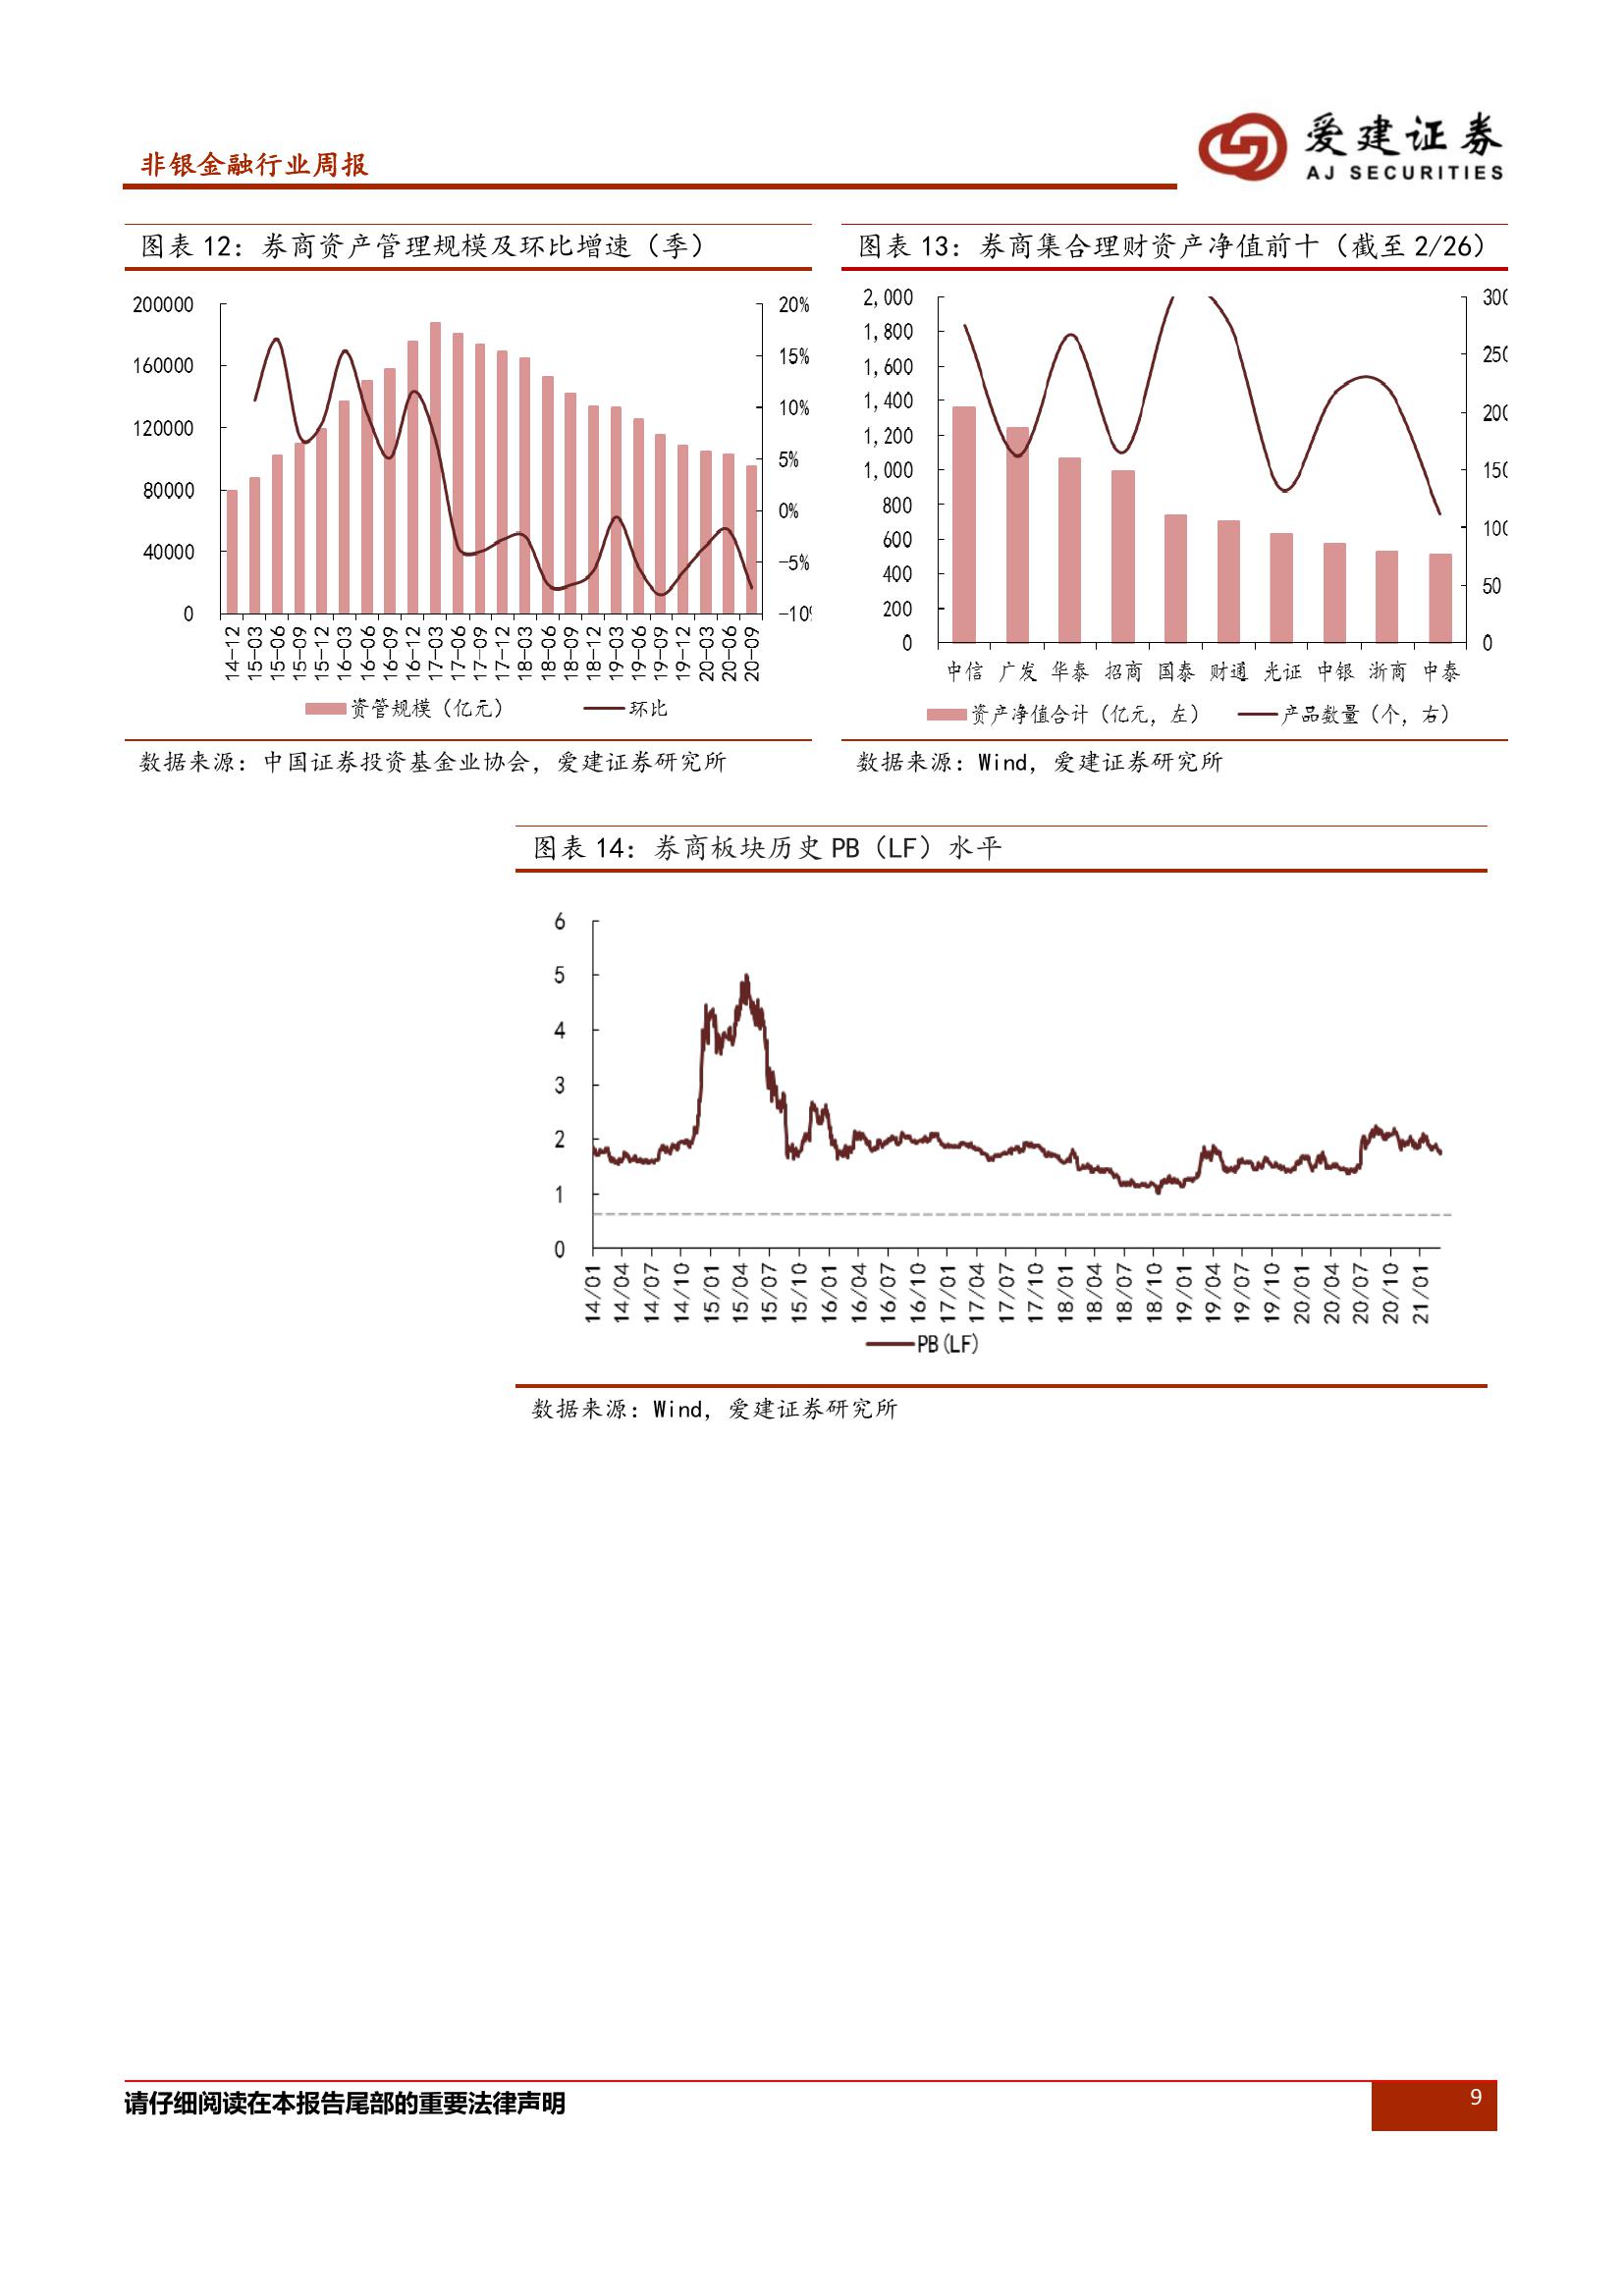 非银金融行业周报
爱建证券
AJ SECURITIES
图表 12：券商资产管理规模及环比增速（季）
200000
160000
120000
80000
40000
0
20%
15%
10%
5%
0%
-5%
-10
14-12 15-03 15-06 15-09 15-12 16-03 16-06 16-09 16-12 17-03 17-06 17-09 17-12 18-03 18-06 18-09 18-12 19-03 19-06 19-09 19-12 20-03 20-06 20-09
资管规模（亿元） 环比
数据来源：中国证券投资基金业协会，爱建证券研究所
图表 13：券商集合理财资产净值前十（截至 2/26）
2,000
1,800
1,600
1,400
1,200
1,000
800
600
400
200
0
300
250
200
150
100
50
0
中信 广发 华泰 招商 国泰 财通 光证 中银 浙商 中泰
资产净值合计（亿元，左） 产品数量（个，右）
数据来源：Wind，爱建证券研究所
图表 14：券商板块历史 PB（LF）水平
6
5
4
3
2
1
0
14/01 14/04 14/07 14/10 15/01 15/04 15/07 15/10 16/01 16/04 16/07 16/10 17/01 17/04 17/07 17/10 18/01 18/04 18/07 18/10 19/01 19/04 19/07 19/10 20/01 20/04 20/07 20/10 21/01
PB(LF)
数据来源：Wind，爱建证券研究所
请仔细阅读在本报告尾部的重要法律声明
9